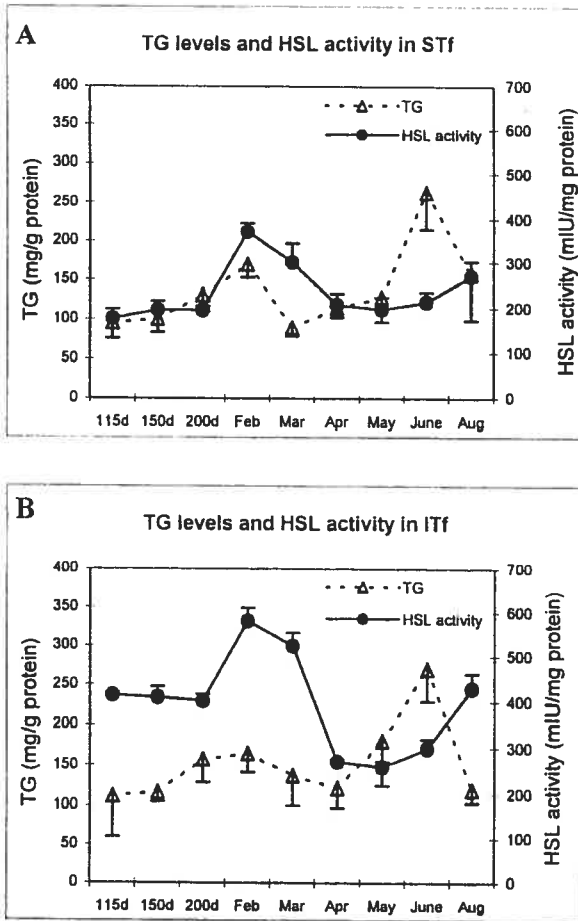 A
TG levels and HSL activity in STf
400
350
300
250
200
150
100
50
0
TG (mg/g protein)
700
600
500
400
300
200
100
0
HSL activity (mIU/mg protein)
TG
HSL activity
115d 150d 200d Feb Mar Apr May June Aug
B
TG levels and HSL activity in ITf
400
350
300
250
200
150
100
50
0
TG (mg/g protein)
700
600
500
400
300
200
100
0
HSL activity (mIU/mg protein)
TG
HSL activity
115d 150d 200d Feb Mar Apr May June Aug